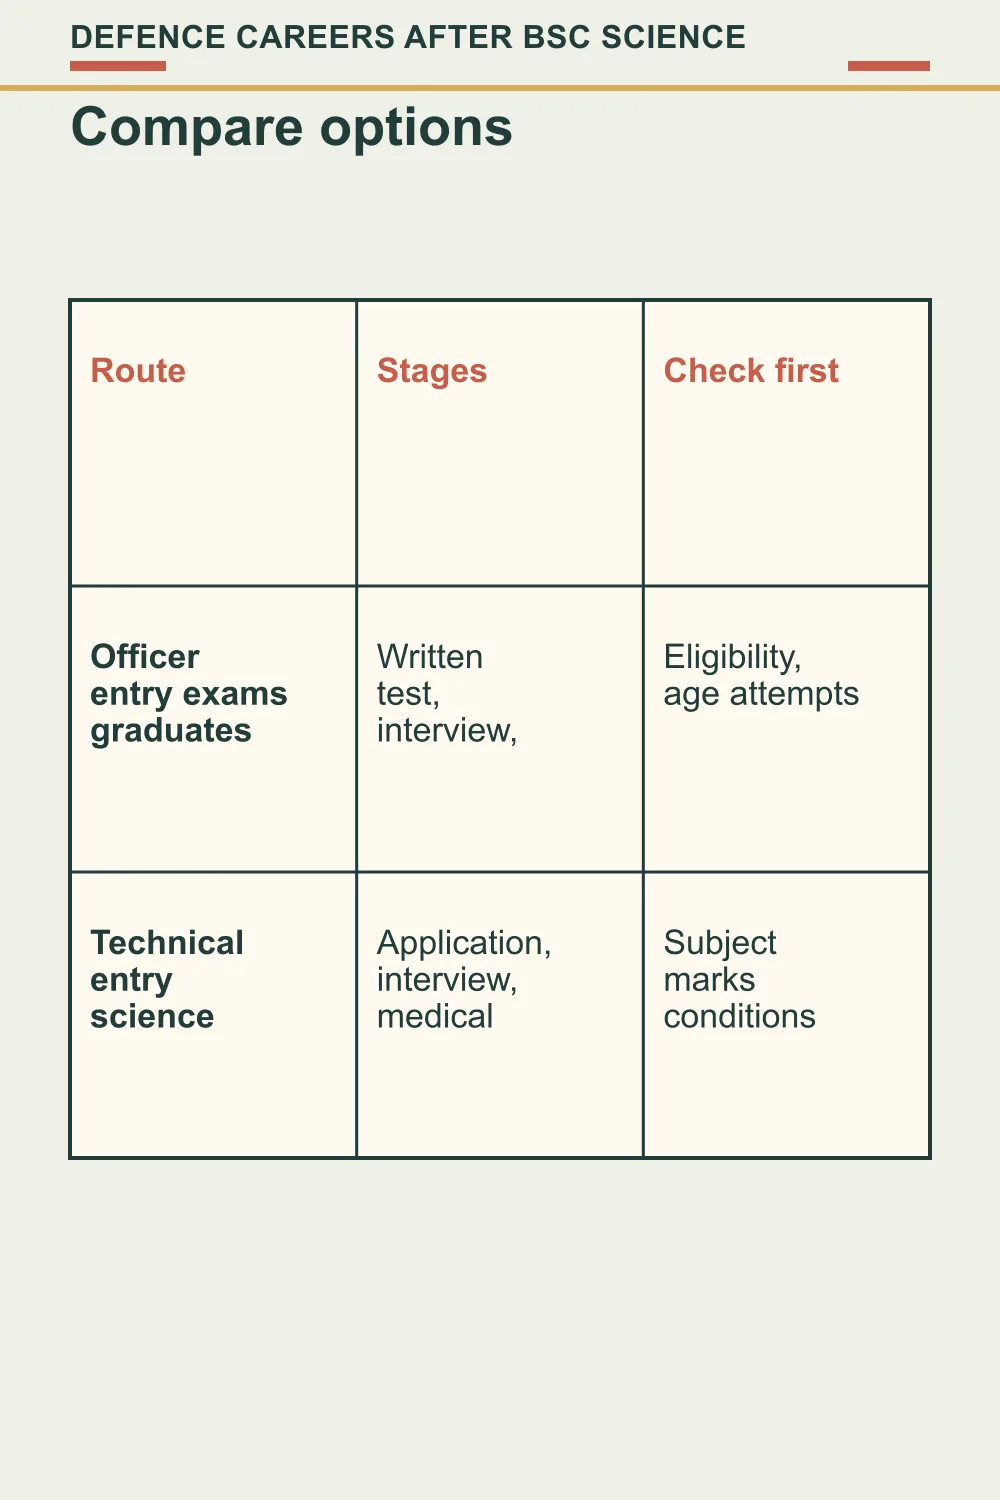 DEFENCE CAREERS AFTER BSC SCIENCE
Compare options
Route
Stages
Check first
Officer
entry exams
graduates
Written
test,
interview,
Eligibility,
age attempts
Technical
entry
science
Application,
interview,
medical
Subject
marks
conditions